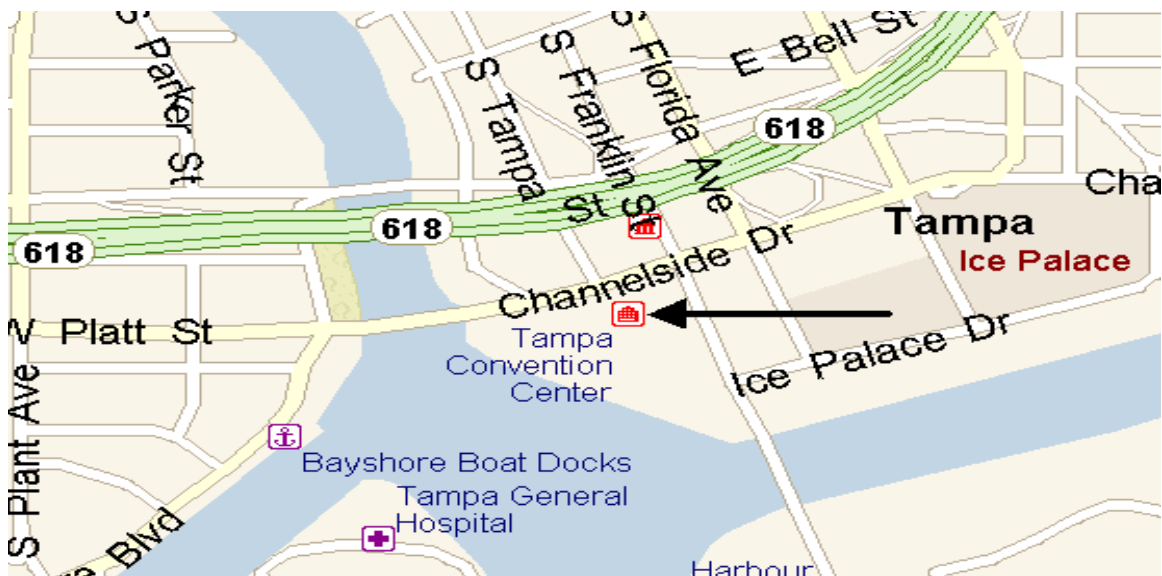 S Parker St
S Tampa
S Franklin St
S Florida Ave
E Bell St
618
618
618
St
Cha
Tampa
Ice Palace
Channelside Dr
Platt St
Tampa
Convention
Center
Ice Palace Dr
S Plant Ave
Bayshore Boat Docks
Tampa General
Hospital
Blvd
Harbour